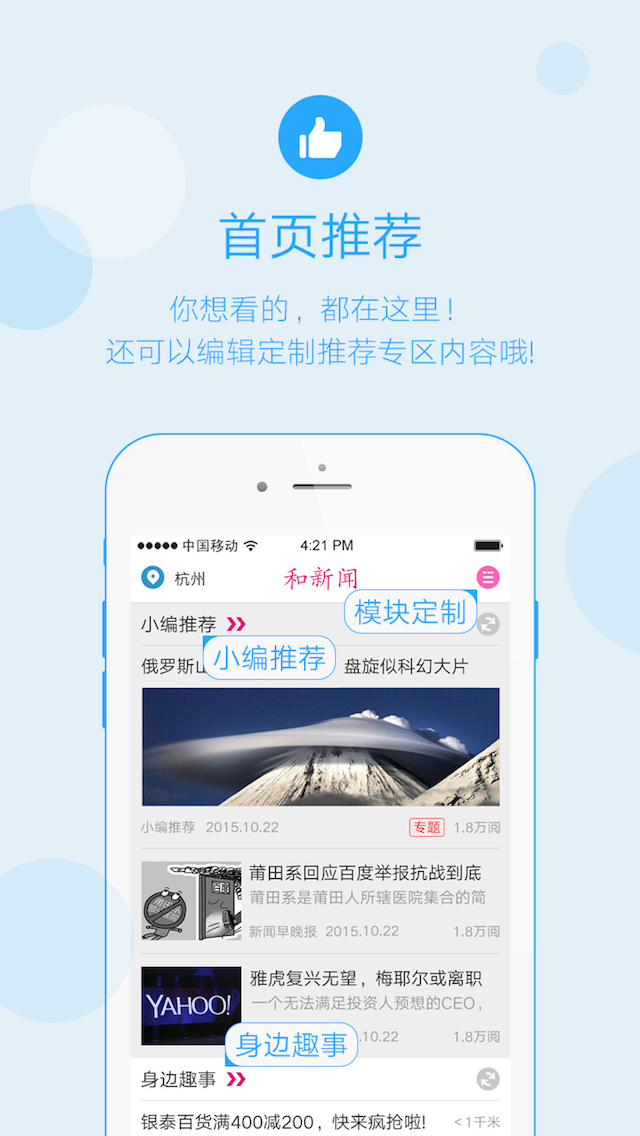 首页推荐
你想看的，都在这里！
还可以编辑定制推荐专区内容哦!
中国移动 4:21 PM
杭州 和新闻
模块定制
小编推荐
小编推荐
俄罗斯 盘旋似科幻大片
小编推荐 2015.10.22 专题 1.8万阅
莆田系回应百度举报抗战到底
莆田系是莆田人所辖医院集合的简
新闻早晚报 2015.10.22 1.8万阅
YAHOO!
雅虎复兴无望，梅耶尔或离职
一个无法满足投资人预想的CEO，
.10.22 1.8万阅
身边趣事
身边趣事
银泰百货满400减200，快来疯抢啦! <1千米